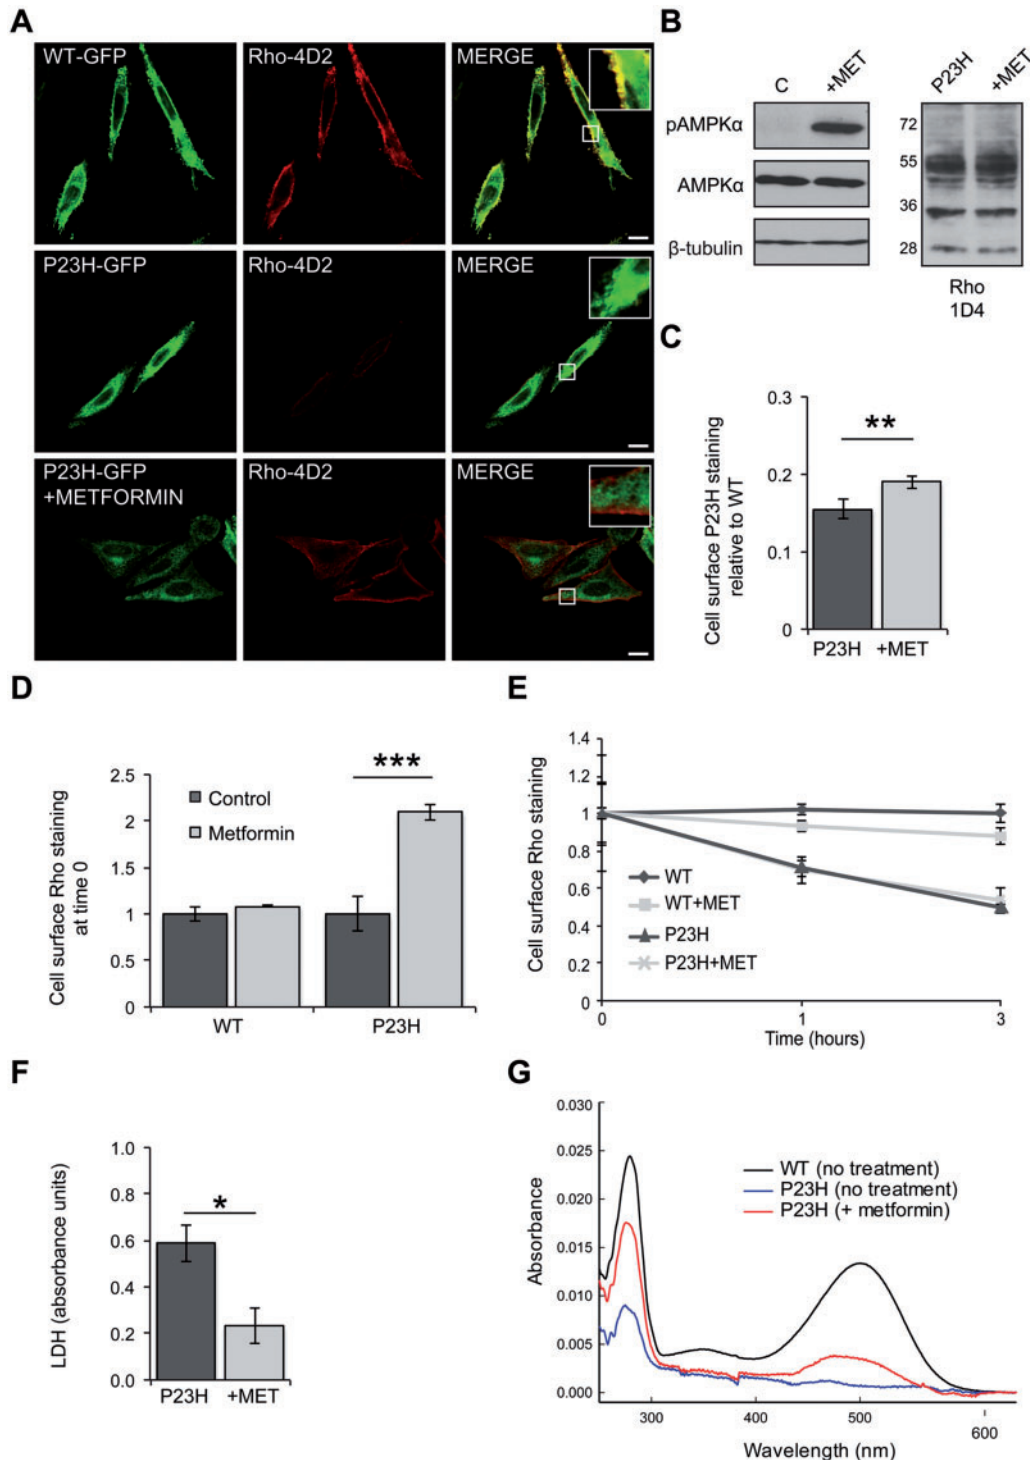 A
WT-GFP Rho-4D2 MERGE
P23H-GFP Rho-4D2 MERGE
P23H-GFP Rho-4D2 MERGE
+METFORMIN
B
C +MET
pAMPKα
AMPKα
β-tubulin
P23H +MET
72
55
36
28
Rho
1D4
C
Cell surface P23H staining
relative to WT
0.3
**
0.2
0.1
0
P23H +MET
D
Cell surface Rho staining
at time 0
2.5
***
Control
2
Metformin
1.5
1
0.5
0
WT P23H
E
Cell surface Rho staining
1.4
1.2
1
0.8
0.6
0.4
0.2
0
WT
WT+MET
P23H
P23H+MET
0 1 3
Time (hours)
F
LDH (absorbance units)
1.0
0.8
*
0.6
0.4
0.2
0.0
P23H +MET
G
Absorbance
0.030
0.025
0.020
0.015
0.010
0.005
0.000
WT (no treatment)
P23H (no treatment)
P23H (+ metformin)
300 400 500 600
Wavelength (nm)